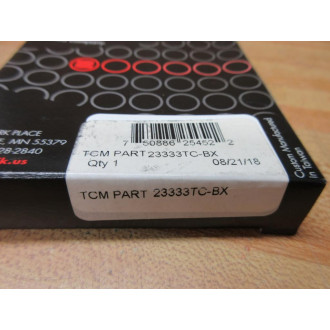 RK PLACE
E, MN 55379
28-2840
k.us
7 50886 25452 2
TCM PART 23333TC-BX
Qty 1 08/21/18
TCM PART 23333TC-BX
Custom Manufactured
in Taiwan